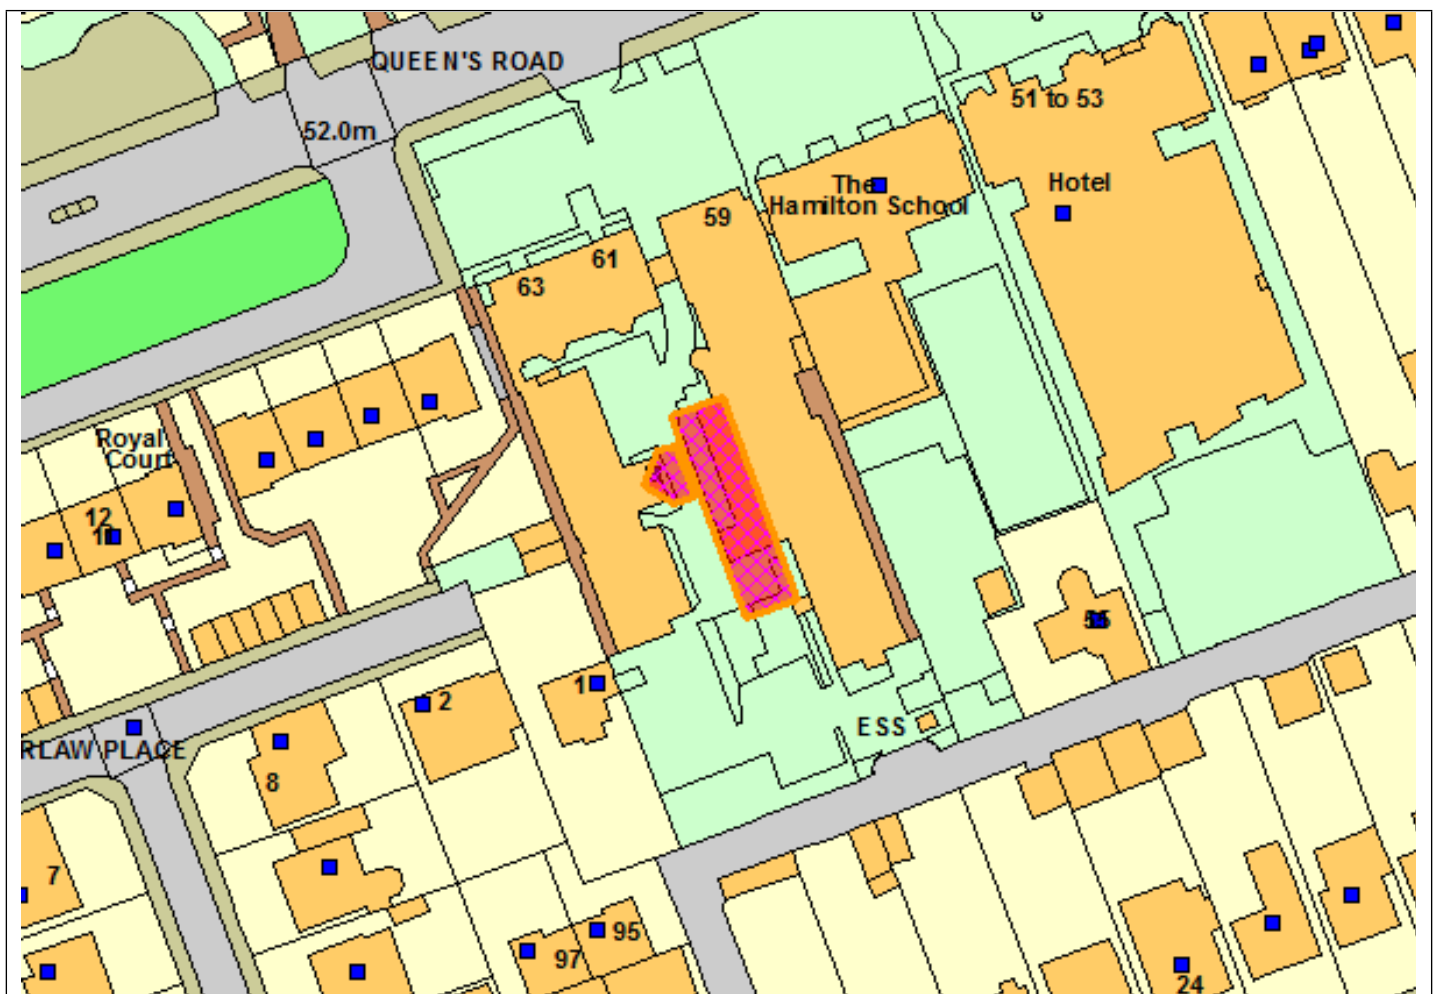 QUEEN'S ROAD
52.0m
51 to 53
The
Hamilton School
Hotel
59
61
63
Royal
Court
12
1
2
8
RLAW PLACE
ESS
7
95
97
24